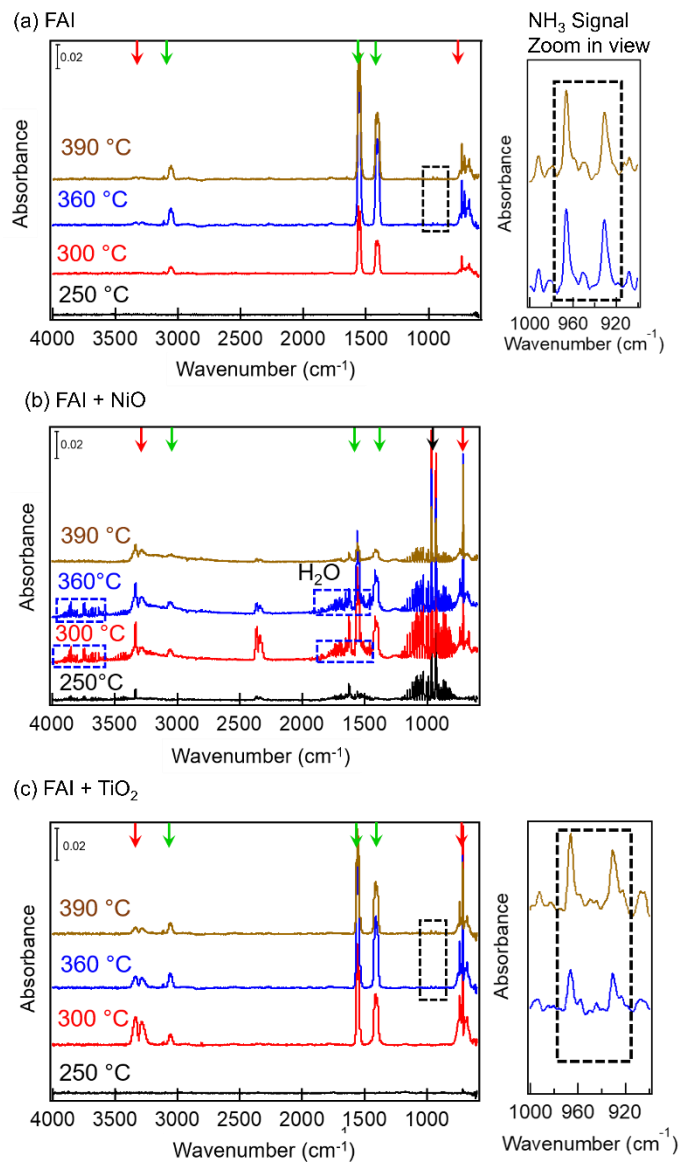 (a) FAI
NH₃ Signal
Zoom in view
0.02
390 °C
360 °C
300 °C
250 °C
Absorbance
4000 3500 3000 2500 2000 1500 1000
Wavenumber (cm⁻¹)
Absorbance
1000 960 920
Wavenumber (cm⁻¹)
(b) FAI + NiO
0.02
390 °C
H₂O
360°C
300 °C
250°C
Absorbance
4000 3500 3000 2500 2000 1500 1000
Wavenumber (cm⁻¹)
(c) FAI + TiO₂
0.02
390 °C
360 °C
300 °C
250 °C
Absorbance
4000 3500 3000 2500 2000 1500 1000
Wavenumber (cm⁻¹)
Absorbance
1000 960 920
Wavenumber (cm⁻¹)